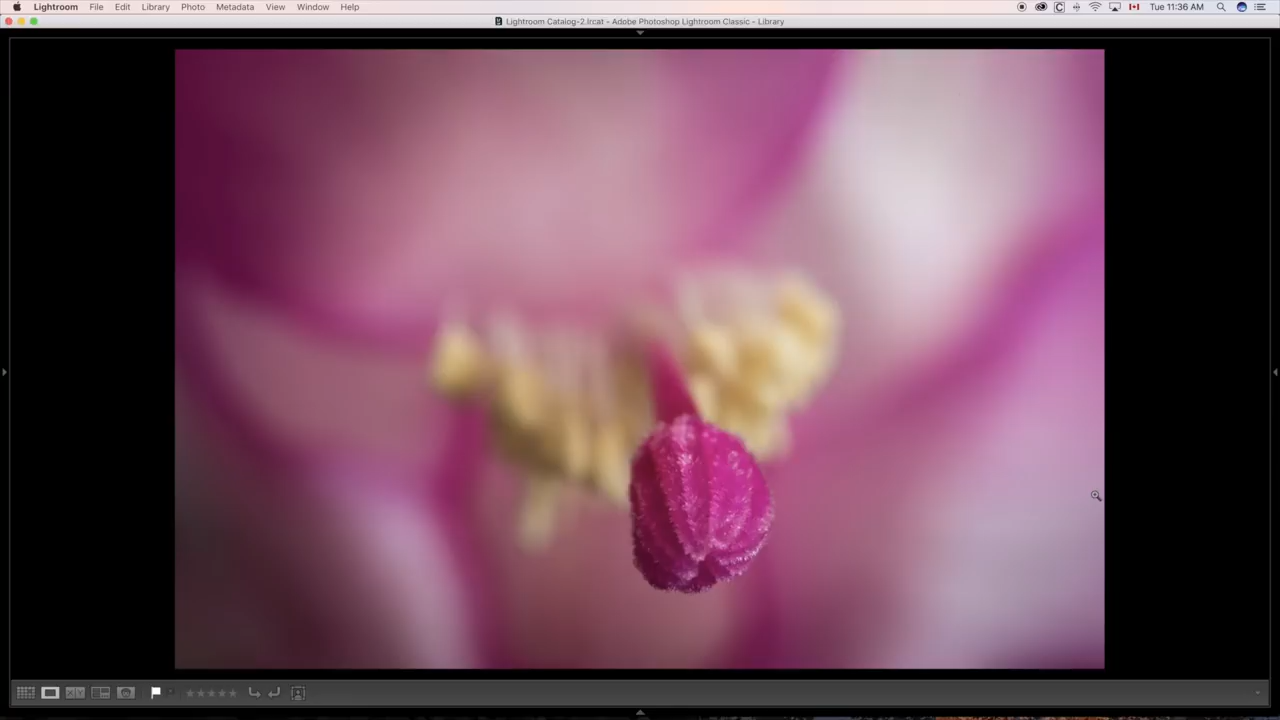 Lightroom File Edit Library Photo Metadata View Window Help Tue 11:36 AM
Lightroom Catalog-2.lrcat - Adobe Photoshop Lightroom Classic - Library
XY